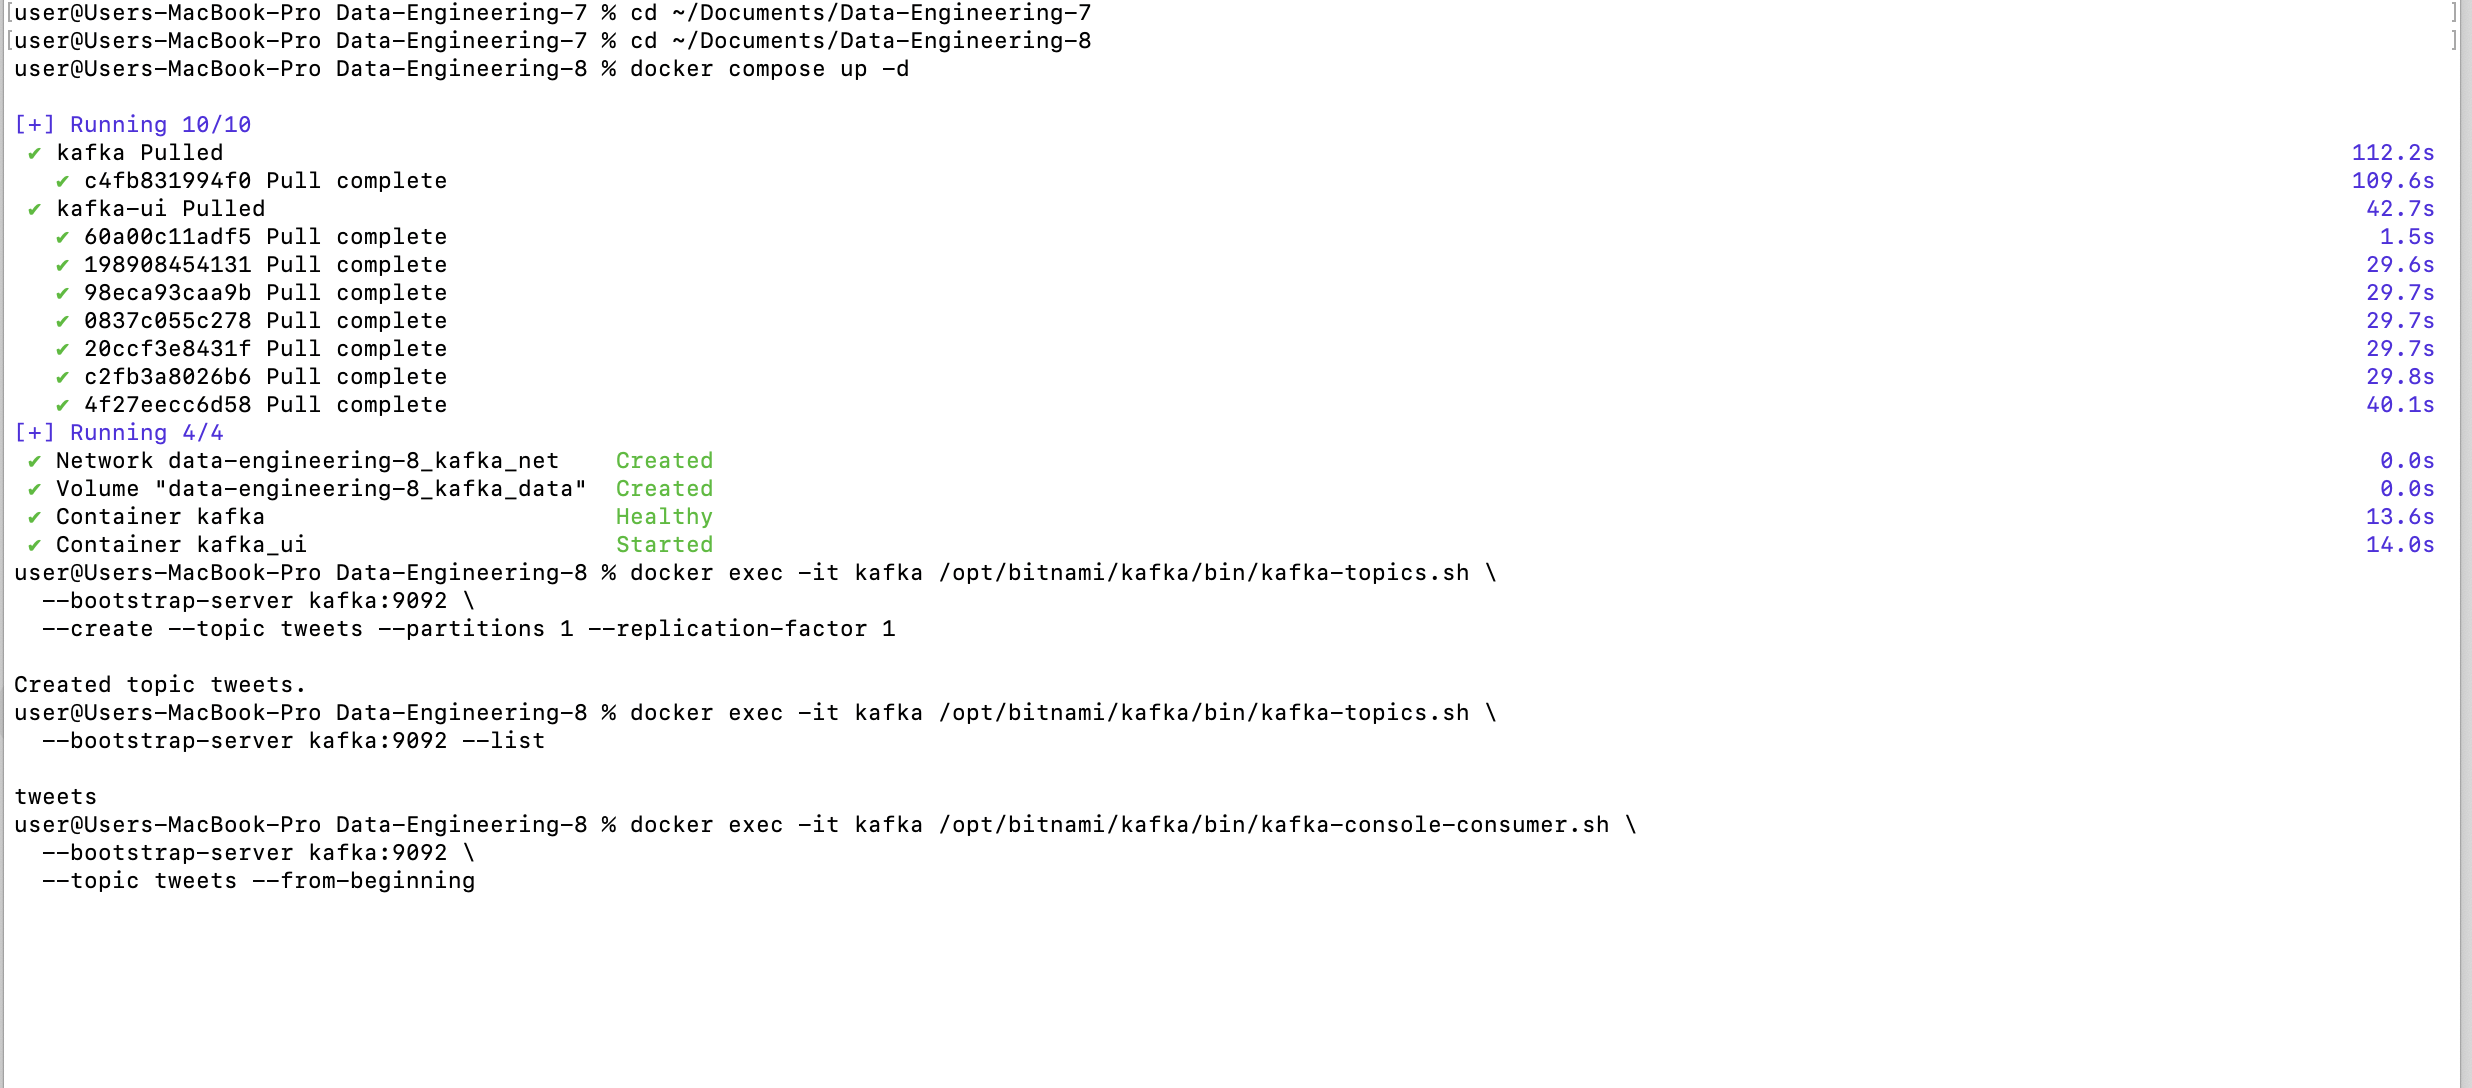 [user@Users-MacBook-Pro Data-Engineering-7 % cd ~/Documents/Data-Engineering-7 ]
[user@Users-MacBook-Pro Data-Engineering-7 % cd ~/Documents/Data-Engineering-8 ]
user@Users-MacBook-Pro Data-Engineering-8 % docker compose up -d
[+] Running 10/10
✔ kafka Pulled 112.2s
✔ c4fb831994f0 Pull complete 109.6s
✔ kafka-ui Pulled 42.7s
✔ 60a00c11adf5 Pull complete 1.5s
✔ 198908454131 Pull complete 29.6s
✔ 98eca93caa9b Pull complete 29.7s
✔ 0837c055c278 Pull complete 29.7s
✔ 20ccf3e8431f Pull complete 29.7s
✔ c2fb3a8026b6 Pull complete 29.8s
✔ 4f27eecc6d58 Pull complete 40.1s
[+] Running 4/4
✔ Network data-engineering-8_kafka_net Created 0.0s
✔ Volume "data-engineering-8_kafka_data" Created 0.0s
✔ Container kafka Healthy 13.6s
✔ Container kafka_ui Started 14.0s
user@Users-MacBook-Pro Data-Engineering-8 % docker exec -it kafka /opt/bitnami/kafka/bin/kafka-topics.sh \
--bootstrap-server kafka:9092 \
--create --topic tweets --partitions 1 --replication-factor 1
Created topic tweets.
user@Users-MacBook-Pro Data-Engineering-8 % docker exec -it kafka /opt/bitnami/kafka/bin/kafka-topics.sh \
--bootstrap-server kafka:9092 --list
tweets
user@Users-MacBook-Pro Data-Engineering-8 % docker exec -it kafka /opt/bitnami/kafka/bin/kafka-console-consumer.sh \
--bootstrap-server kafka:9092 \
--topic tweets --from-beginning